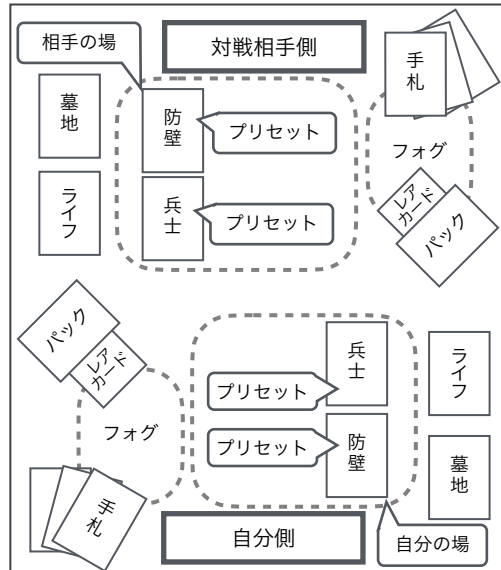 相手の場
対戦相手側
墓地
防壁
プリセット
手札
フォグ
ライフ
兵士
プリセット
レアカード
パック
パック
レアカード
フォグ
手札
兵士
プリセット
ライフ
プリセット
防壁
墓地
自分側
自分の場